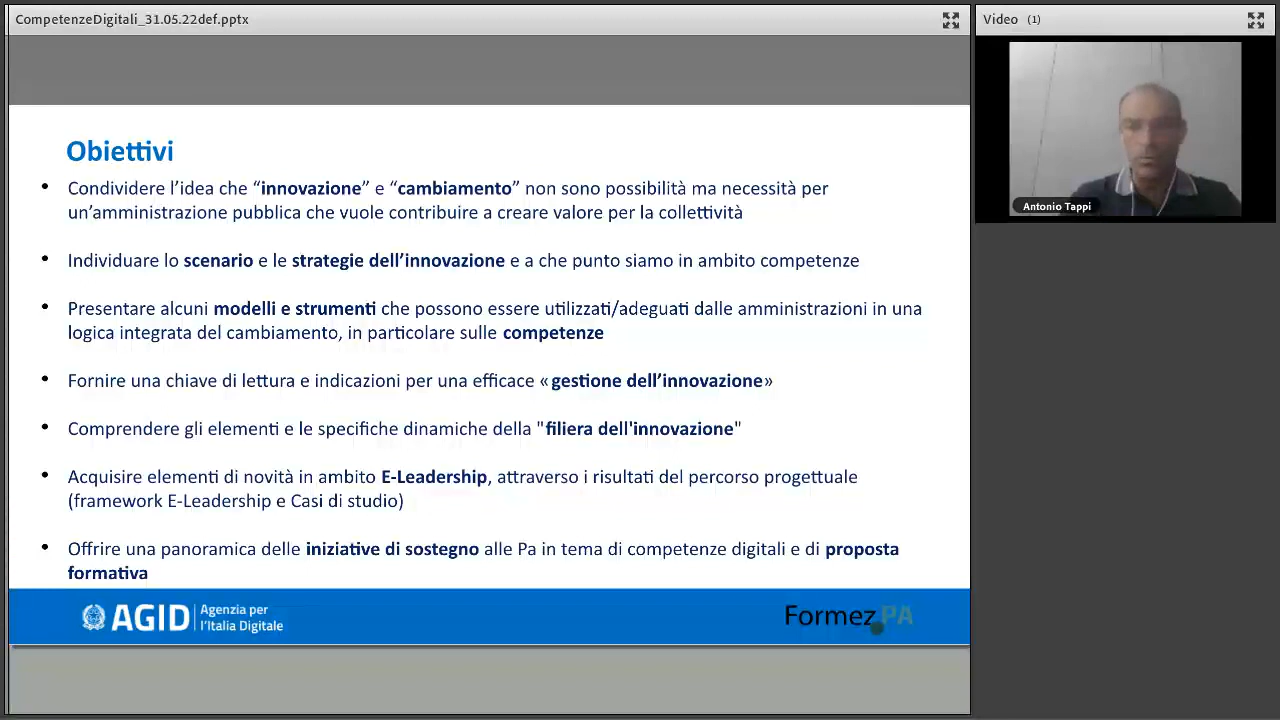 CompetenzeDigitali_31.05.22def.pptx
Video (1)
Antonio Tappi
Obiettivi
• Condividere l’idea che “innovazione” e “cambiamento” non sono possibilità ma necessità per
un’amministrazione pubblica che vuole contribuire a creare valore per la collettività
• Individuare lo scenario e le strategie dell’innovazione e a che punto siamo in ambito competenze
• Presentare alcuni modelli e strumenti che possono essere utilizzati/adeguati dalle amministrazioni in una
logica integrata del cambiamento, in particolare sulle competenze
• Fornire una chiave di lettura e indicazioni per una efficace «gestione dell’innovazione»
• Comprendere gli elementi e le specifiche dinamiche della "filiera dell'innovazione"
• Acquisire elementi di novità in ambito E-Leadership, attraverso i risultati del percorso progettuale
(framework E-Leadership e Casi di studio)
• Offrire una panoramica delle iniziative di sostegno alle Pa in tema di competenze digitali e di proposta
formativa
AGID
Agenzia per
l’Italia Digitale
Formez PA